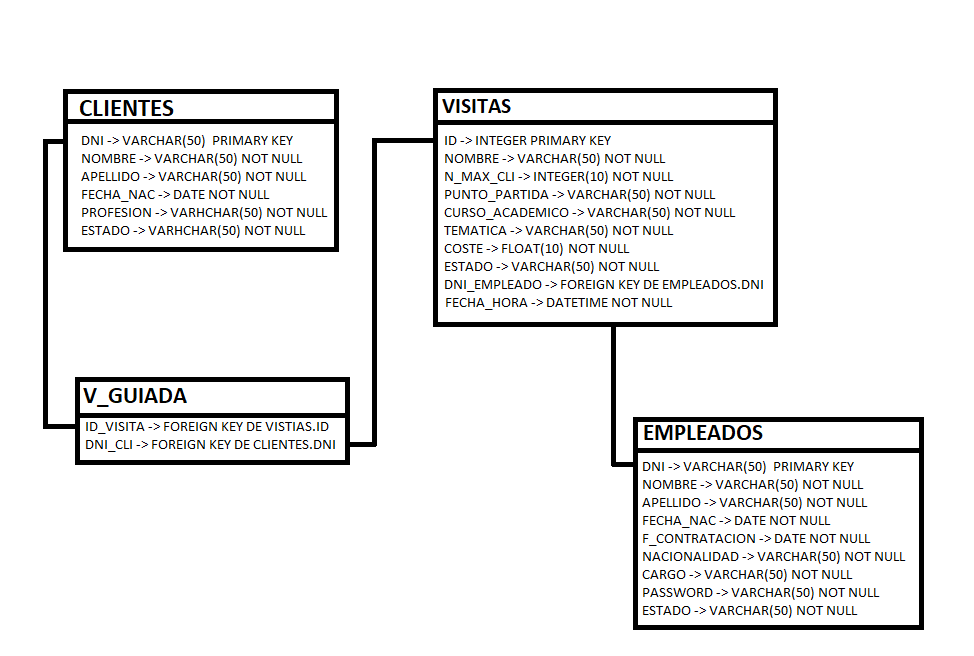 CLIENTES
DNI -> VARCHAR(50)  PRIMARY KEY
NOMBRE -> VARCHAR(50) NOT NULL
APELLIDO -> VARCHAR(50) NOT NULL
FECHA_NAC -> DATE NOT NULL
PROFESION -> VARHCHAR(50) NOT NULL
ESTADO -> VARHCHAR(50) NOT NULL
VISITAS
ID -> INTEGER PRIMARY KEY
NOMBRE -> VARCHAR(50) NOT NULL
N_MAX_CLI -> INTEGER(10) NOT NULL
PUNTO_PARTIDA -> VARCHAR(50) NOT NULL
CURSO_ACADEMICO -> VARCHAR(50) NOT NULL
TEMATICA -> VARCHAR(50) NOT NULL
COSTE -> FLOAT(10) NOT NULL
ESTADO -> VARCHAR(50) NOT NULL
DNI_EMPLEADO -> FOREIGN KEY DE EMPLEADOS.DNI
FECHA_HORA -> DATETIME NOT NULL
V_GUIADA
ID_VISITA -> FOREIGN KEY DE VISTIAS.ID
DNI_CLI -> FOREIGN KEY DE CLIENTES.DNI
EMPLEADOS
DNI -> VARCHAR(50)  PRIMARY KEY
NOMBRE -> VARCHAR(50) NOT NULL
APELLIDO -> VARCHAR(50) NOT NULL
FECHA_NAC -> DATE NOT NULL
F_CONTRATACION -> DATE NOT NULL
NACIONALIDAD -> VARCHAR(50) NOT NULL
CARGO -> VARCHAR(50) NOT NULL
PASSWORD -> VARCHAR(50) NOT NULL
ESTADO -> VARCHAR(50) NOT NULL